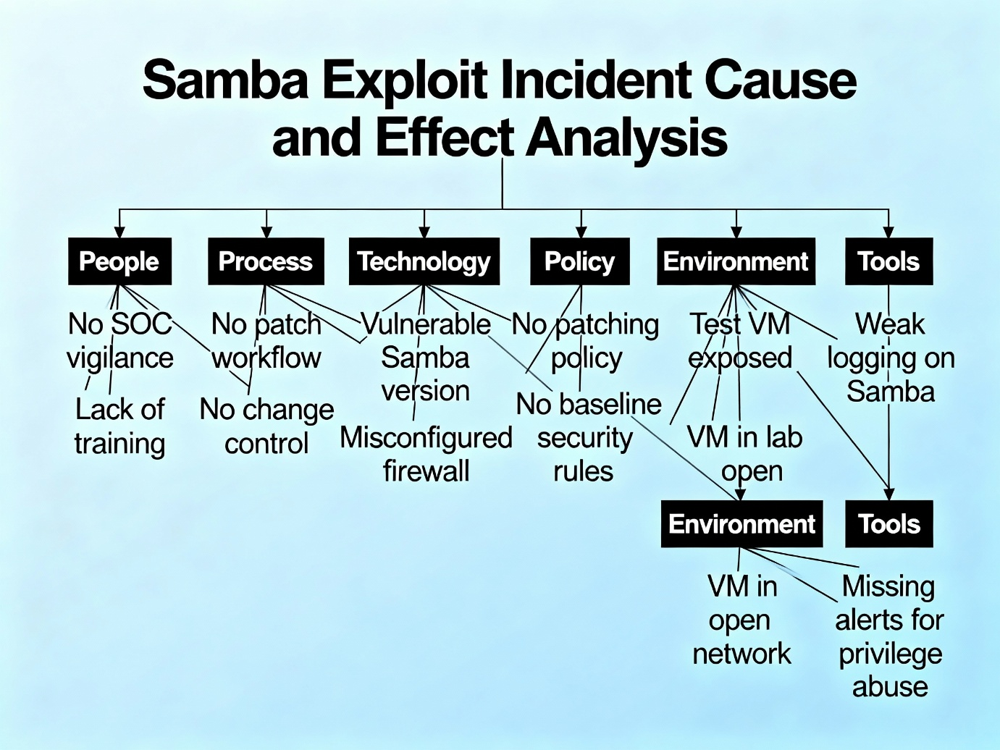 Samba Exploit Incident Cause
and Effect Analysis
People
Process
Technology
Policy
Environment
Tools
No SOC
vigilance
Lack of
training
No patch
workflow
No change
control
Vulnerable
Samba
version
Misconfigured
firewall
No patching
policy
No baseline
security
rules
Test VM
exposed
VM in lab
open
Weak
logging on
Samba
Environment
Tools
VM in
open
network
Missing
alerts for
privilege
abuse